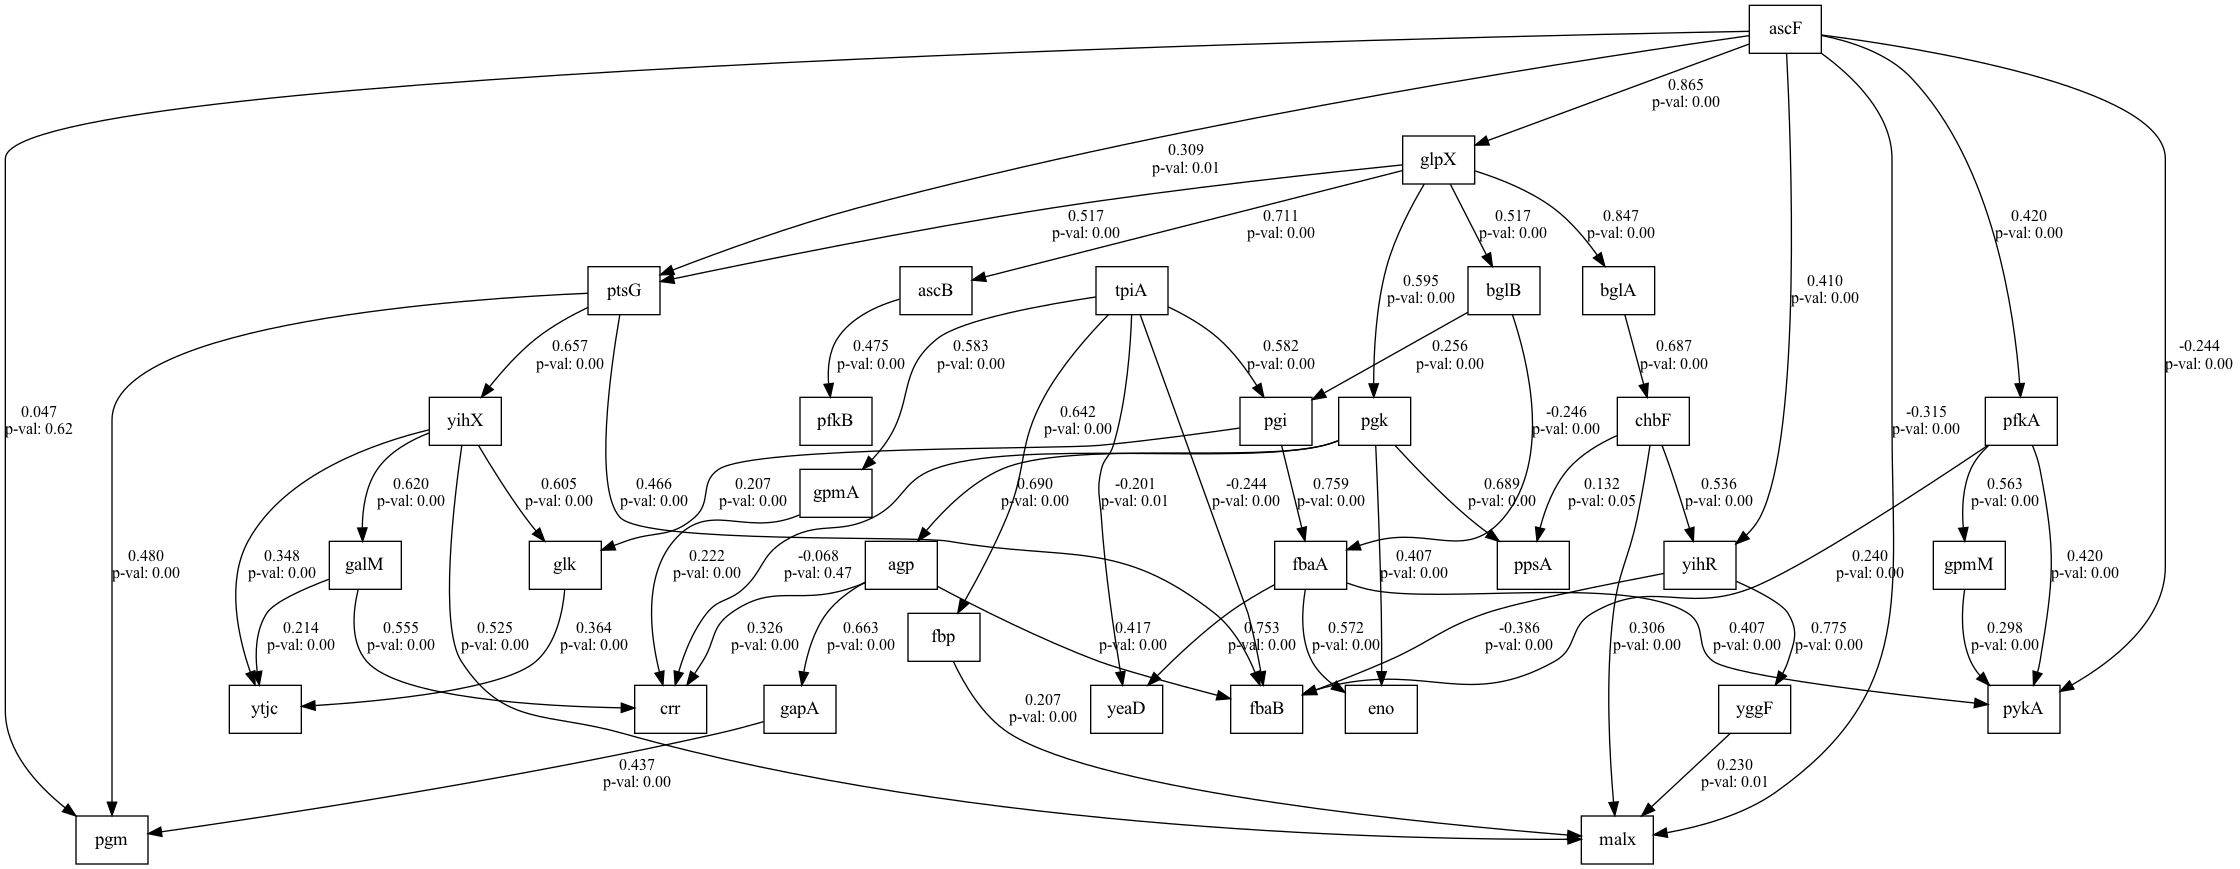 ascF
0.865
p-val: 0.00
0.309
p-val: 0.01
glpX
0.517
p-val: 0.00
0.711
p-val: 0.00
0.517
p-val: 0.00
0.847
p-val: 0.00
0.420
p-val: 0.00
ptsG
ascB
tpiA
bglB
bglA
0.595
p-val: 0.00
0.410
p-val: 0.00
0.657
p-val: 0.00
0.475
p-val: 0.00
0.583
p-val: 0.00
0.582
p-val: 0.00
0.256
p-val: 0.00
0.687
p-val: 0.00
-0.244
p-val: 0.00
0.047
p-val: 0.62
yihX
pfkB
0.642
p-val: 0.00
pgi
pgk
-0.246
p-val: 0.00
chbF
-0.315
p-val: 0.00
pfkA
0.620
p-val: 0.00
0.605
p-val: 0.00
0.466
p-val: 0.00
0.207
p-val: 0.00
gpmA
0.690
p-val: 0.00
-0.201
p-val: 0.01
-0.244
p-val: 0.00
0.759
p-val: 0.00
0.689
p-val: 0.00
0.132
p-val: 0.05
0.536
p-val: 0.00
0.563
p-val: 0.00
0.480
p-val: 0.00
0.348
p-val: 0.00
galM
glk
0.222
p-val: 0.00
-0.068
p-val: 0.47
agp
fbaA
0.407
p-val: 0.00
ppsA
yihR
0.240
p-val: 0.00
gpmM
0.420
p-val: 0.00
0.214
p-val: 0.00
0.555
p-val: 0.00
0.525
p-val: 0.00
0.364
p-val: 0.00
0.326
p-val: 0.00
0.663
p-val: 0.00
fbp
0.417
p-val: 0.00
0.753
p-val: 0.00
0.572
p-val: 0.00
-0.386
p-val: 0.00
0.306
p-val: 0.00
0.407
p-val: 0.00
0.775
p-val: 0.00
0.298
p-val: 0.00
ytjc
crr
gapA
0.207
p-val: 0.00
yeaD
fbaB
eno
yggF
pykA
0.437
p-val: 0.00
0.230
p-val: 0.01
pgm
malx